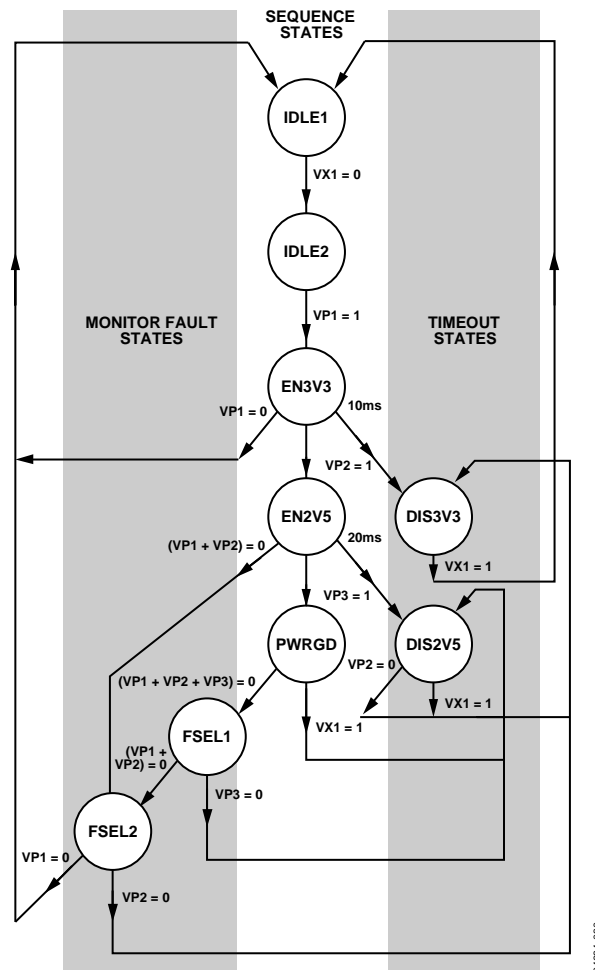 SEQUENCE
STATES
IDLE1
VX1 = 0
IDLE2
MONITOR FAULT
STATES
VP1 = 1
TIMEOUT
STATES
EN3V3
VP1 = 0
10ms
VP2 = 1
EN2V5
DIS3V3
(VP1 + VP2) = 0
20ms
VX1 = 1
VP3 = 1
PWRGD
DIS2V5
VP2 = 0
(VP1 + VP2 + VP3) = 0
VX1 = 1
VX1 = 1
FSEL1
(VP1 +
VP2) = 0
VP3 = 0
FSEL2
VP1 = 0
VP2 = 0